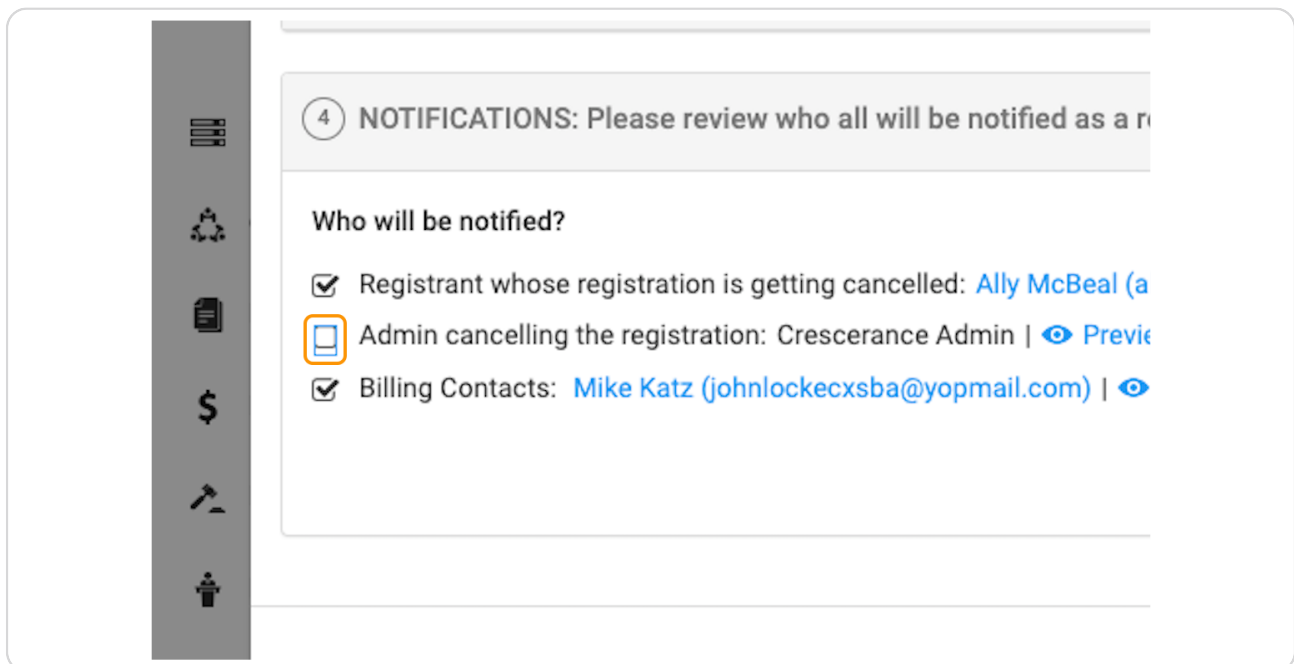 4 NOTIFICATIONS: Please review who all will be notified as a
Who will be notified?
Registrant whose registration is getting cancelled: Ally McBeal (a
Admin cancelling the registration: Crescerance Admin |
Billing Contacts: Mike Katz (johnlockecxsba@yopmail.com) |
$